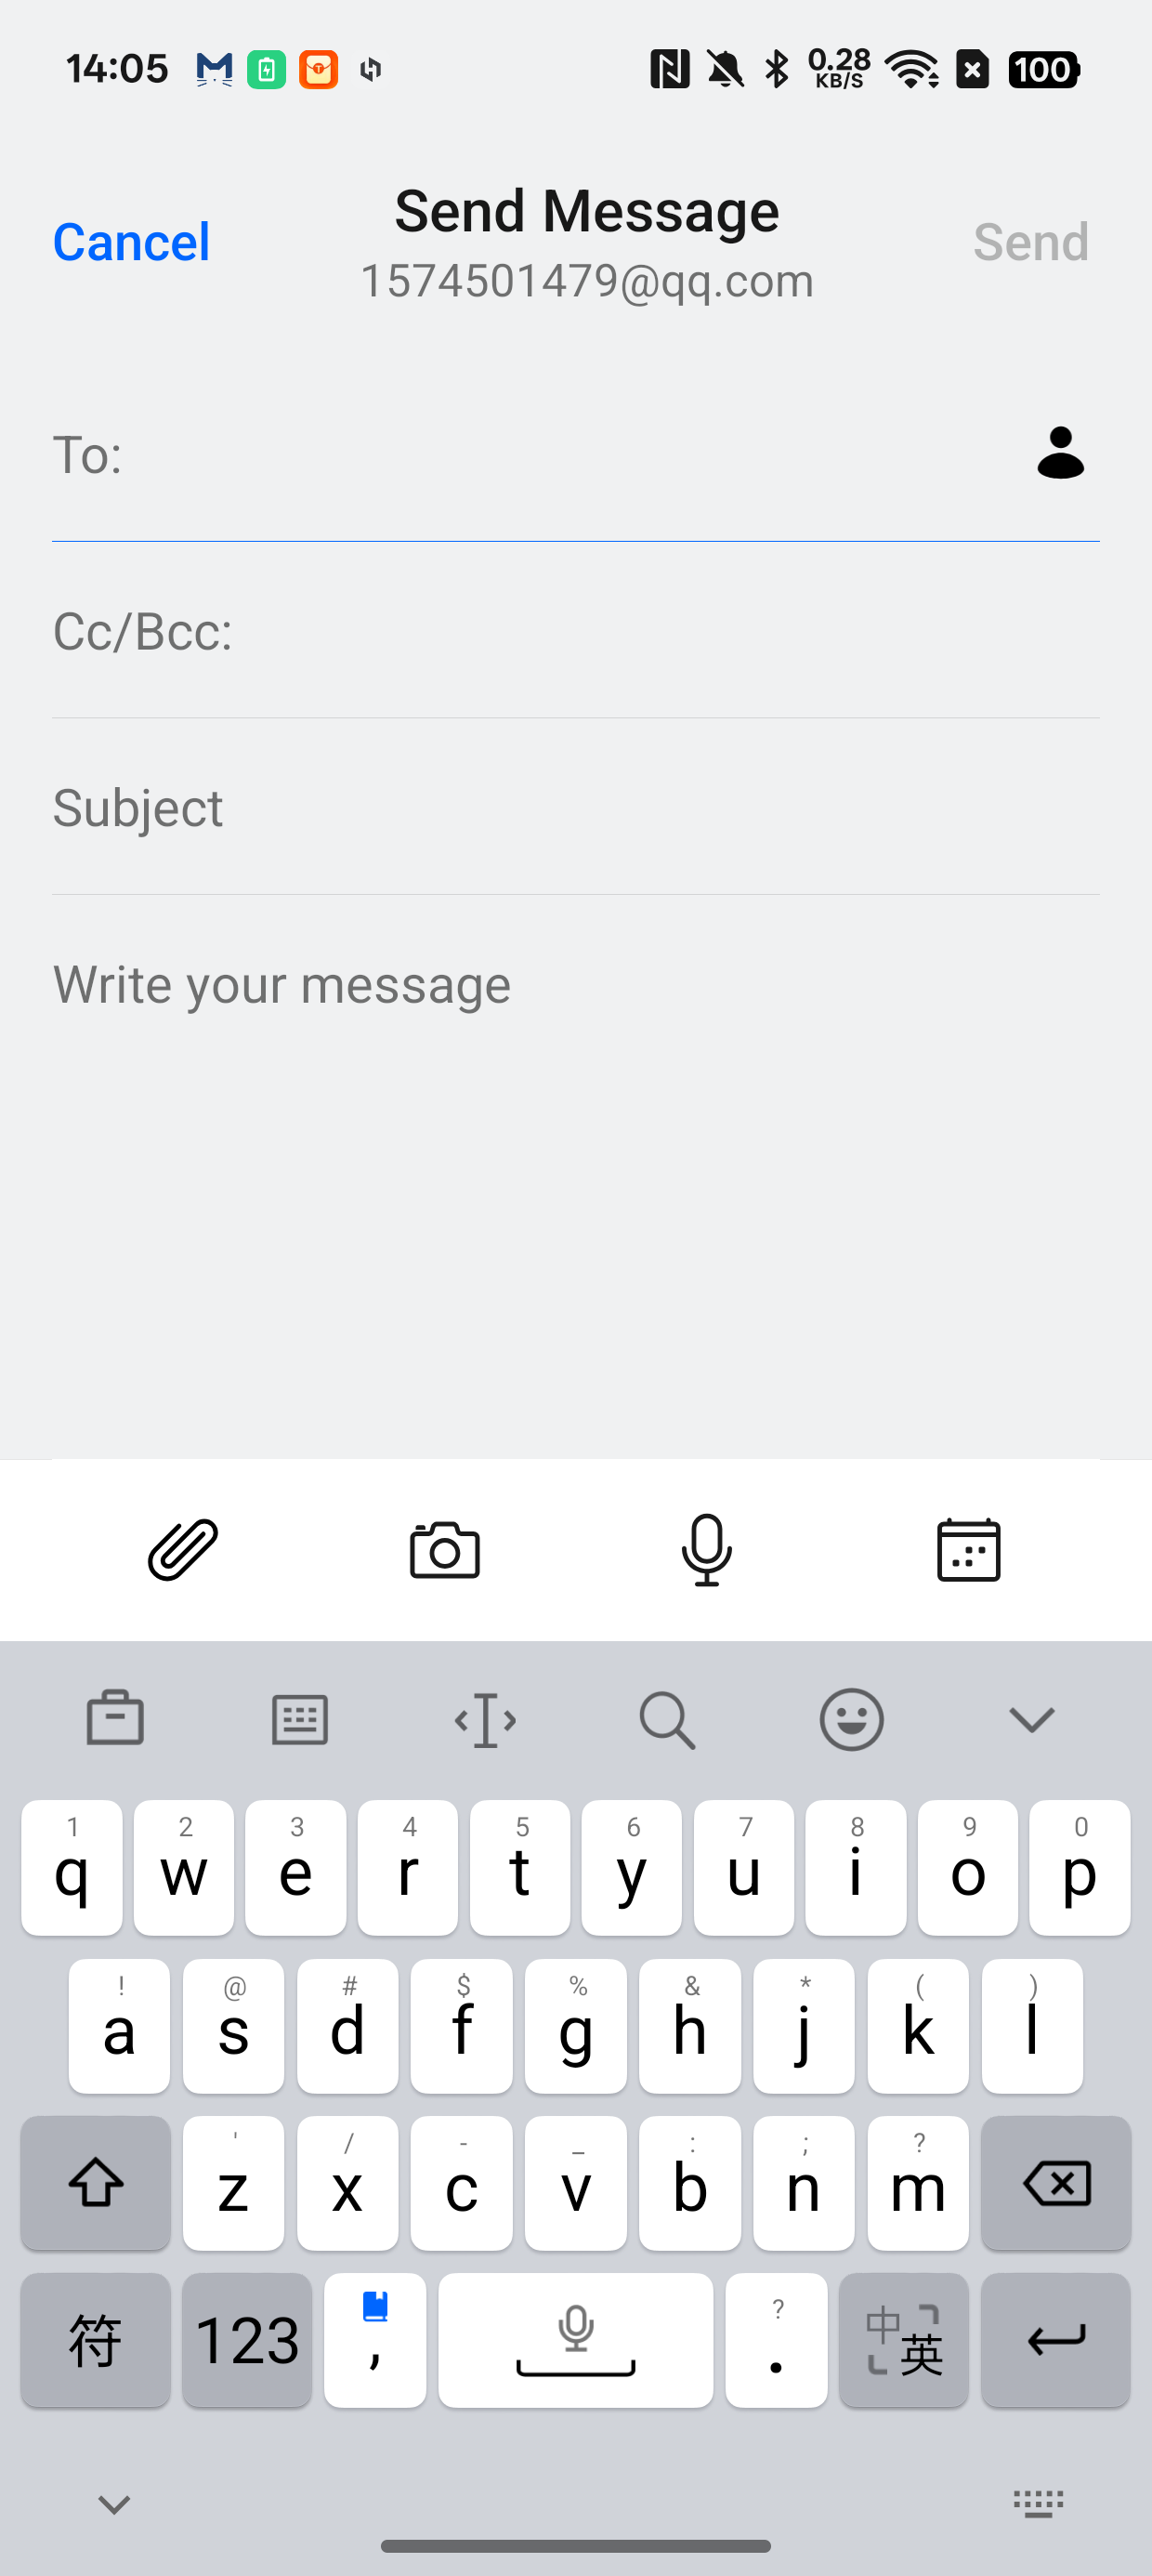 14:05 0.28 KB/S 100
Send Message
Cancel Send
1574501479@qq.com
To:
Cc/Bcc:
Subject
Write your message
1 2 3 4 5 6 7 8 9 0
q w e r t y u i o p
! @ # $ % & * ( )
a s d f g h j k l
' / - _ : ; ?
z x c v b n m
符 123 , ? . 中 英